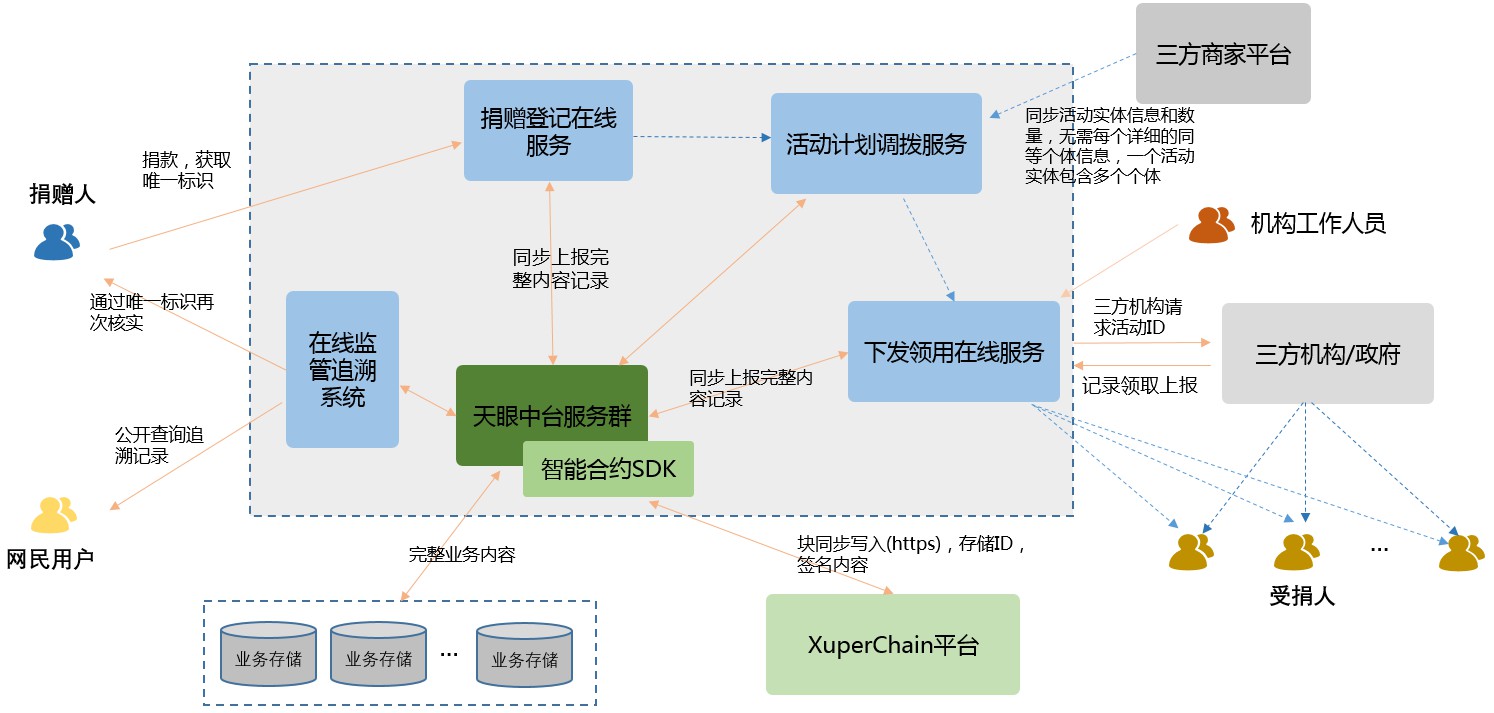 三方商家平台
捐赠登记在线
服务
活动计划调拨服务
同步活动实体信息和数
量，无需每个详细的同
等个体信息，一个活动
实体包含多个个体
捐款，获取
唯一标识
捐赠人
机构工作人员
同步上报完
整内容记录
通过唯一标识再
次核实
三方机构请
求活动ID
在线监
管追溯
系统
下发领用在线服务
三方机构/政府
同步上报完整内
容记录
记录领取上报
天眼中台服务群
公开查询追
溯记录
智能合约SDK
网民用户
完整业务内容
块同步写入(https)，存储ID，
签名内容
...
受捐人
业务存储
业务存储
...
业务存储
XuperChain平台